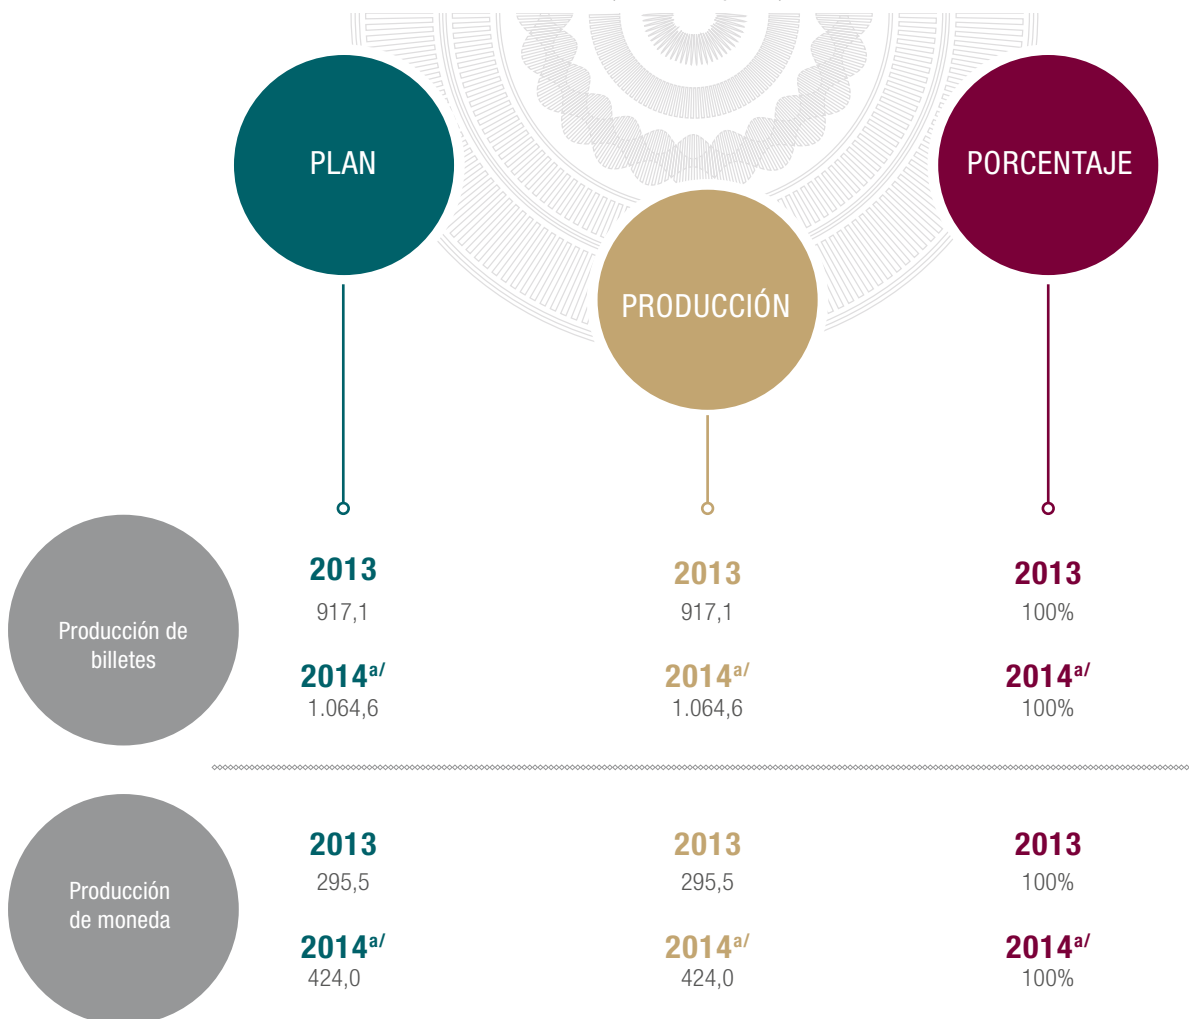 PLAN
PORCENTAJE
PRODUCCIÓN
Producción de
billetes
2013
917,1
2013
917,1
2013
100%
2014a/
1.064,6
2014a/
1.064,6
2014a/
100%
Producción
de moneda
2013
295,5
2013
295,5
2013
100%
2014a/
424,0
2014a/
424,0
2014a/
100%